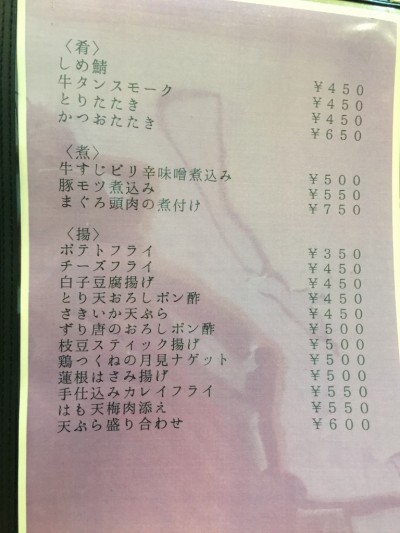 〈肴〉
しめ鯖 ¥450
牛タンスモーク ¥450
とりたたき ¥450
かつおたたき ¥650
〈煮〉
牛すじピリ辛味噌煮込み ¥500
豚モツ煮込み ¥550
まぐろ頭肉の煮付け ¥750
〈揚〉
ポテトフライ ¥350
チーズフライ ¥450
白子豆腐揚げ ¥450
とり天おろしポン酢 ¥450
さきいか天ぷら ¥450
ずり唐のおろしポン酢 ¥500
枝豆スティック揚げ ¥500
鶏つくねの月見ナゲット ¥500
蓮根はさみ揚げ ¥500
手仕込みカレイフライ ¥550
はも天梅肉添え ¥550
天ぷら盛り合わせ ¥600